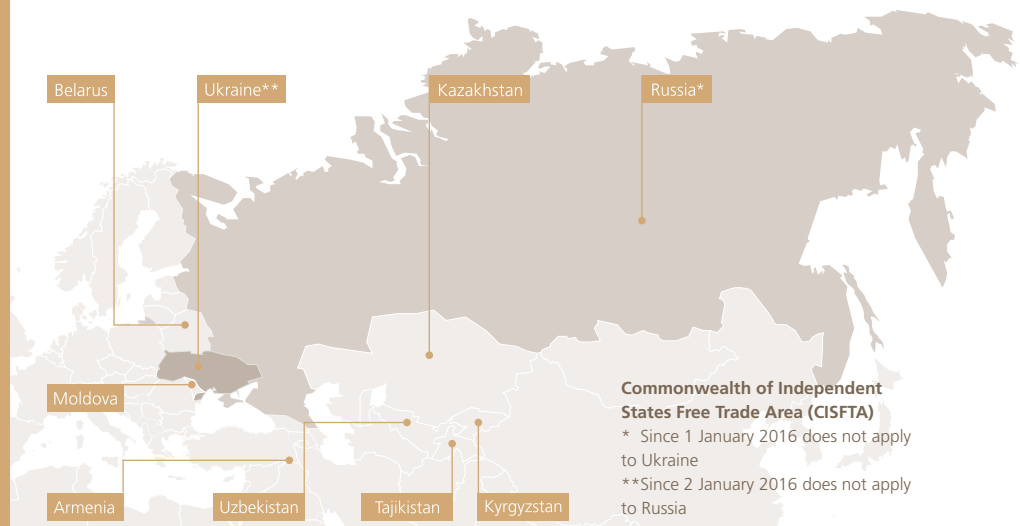 Belarus
Ukraine**
Kazakhstan
Russia*
Moldova
Armenia
Uzbekistan
Tajikistan
Kyrgyzstan
Commonwealth of Independent
States Free Trade Area (CISFTA)
* Since 1 January 2016 does not apply
to Ukraine
**Since 2 January 2016 does not apply
to Russia